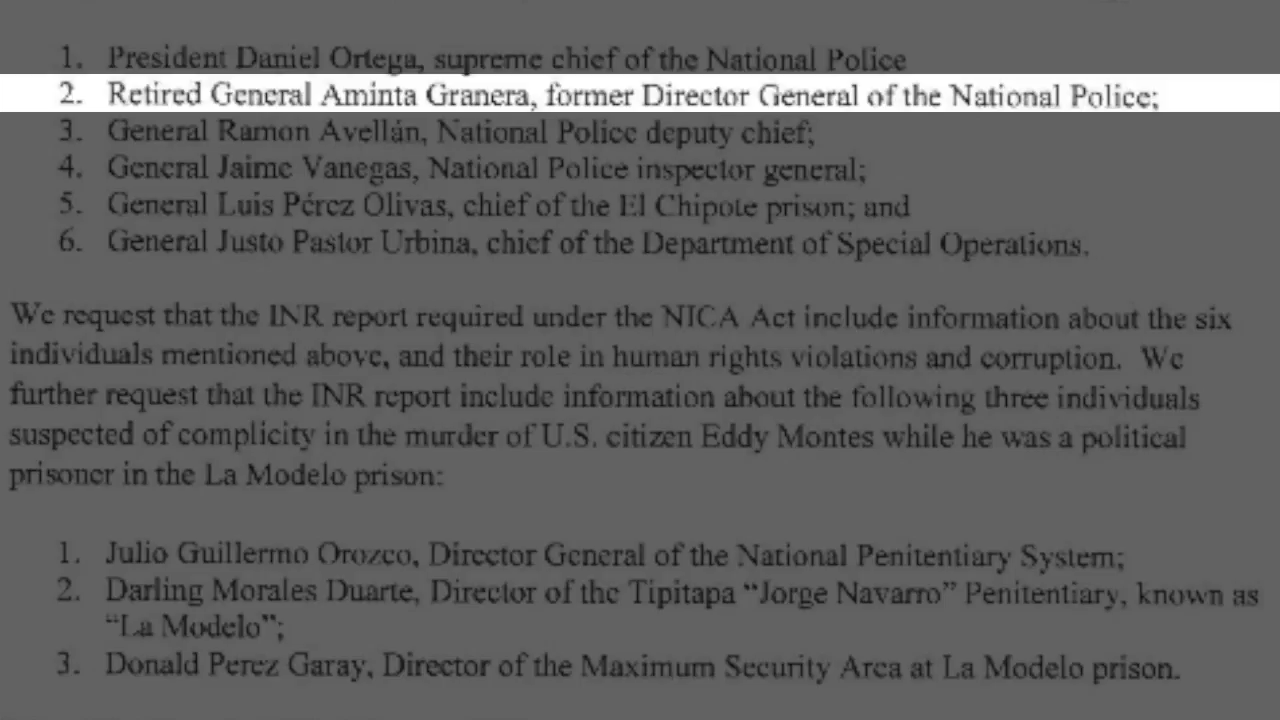 1. President Daniel Ortega, supreme chief of the National Police
2. Retired General Aminta Granera, former Director General of the National Police;
3. General Ramon Avellán, National Police deputy chief;
4. General Jaime Vanegas, National Police inspector general;
5. General Luis Pérez Olivas, chief of the El Chipote prison; and
6. General Justo Pastor Urbina, chief of the Department of Special Operations.
We request that the INR report required under the NICA Act include information about the six
individuals mentioned above, and their role in human rights violations and corruption. We
further request that the INR report include information about the following three individuals
suspected of complicity in the murder of U.S. citizen Eddy Montes while he was a political
prisoner in the La Modelo prison:
1. Julio Guillermo Orozco, Director General of the National Penitentiary System;
2. Darling Morales Duarte, Director of the Tipitapa “Jorge Navarro” Penitentiary, known as
“La Modelo”;
3. Donald Perez Garay, Director of the Maximum Security Area at La Modelo prison.